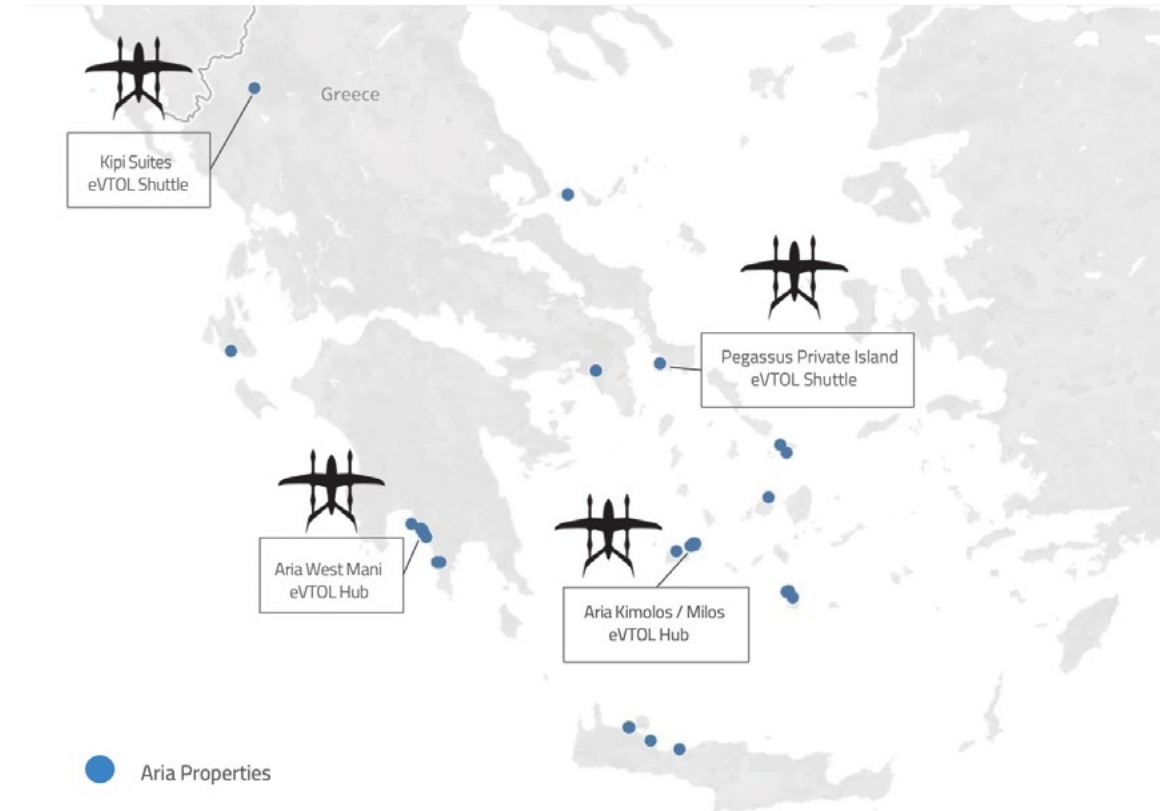 Greece
Kipi Suites
eVTOL Shuttle
Pegassus Private Island
eVTOL Shuttle
Aria West Mani
eVTOL Hub
Aria Kimolos / Milos
eVTOL Hub
Aria Properties